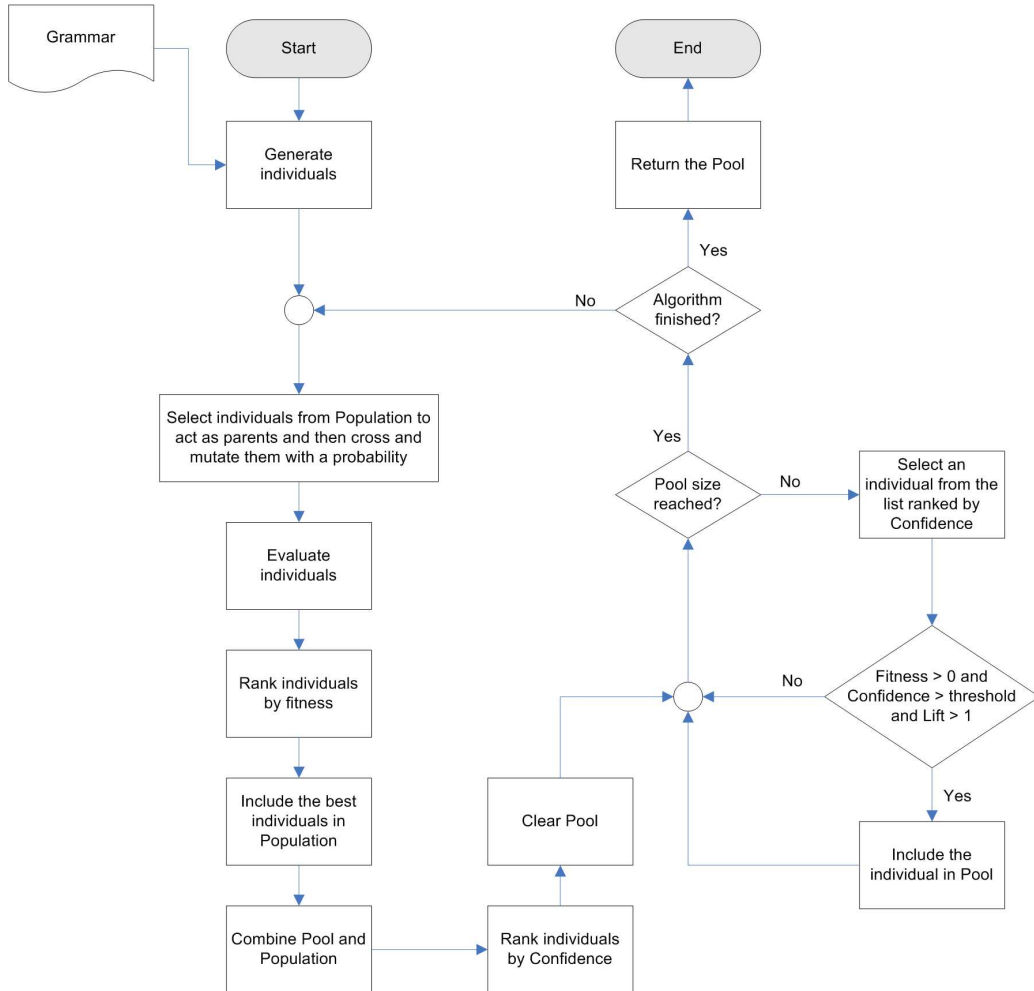 Grammar
Start
End
Generate
individuals
Return the Pool
Yes
No
Algorithm
finished?
Select individuals from Population to
act as parents and then cross and
mutate them with a probability
Yes
Pool size
reached?
No
Select an
individual from the
list ranked by
Confidence
Evaluate
individuals
Rank individuals
by fitness
No
Fitness > 0 and
Confidence > threshold
and Lift > 1
Yes
Include the best
individuals in
Population
Clear Pool
Include the
individual in Pool
Combine Pool and
Population
Rank individuals
by Confidence